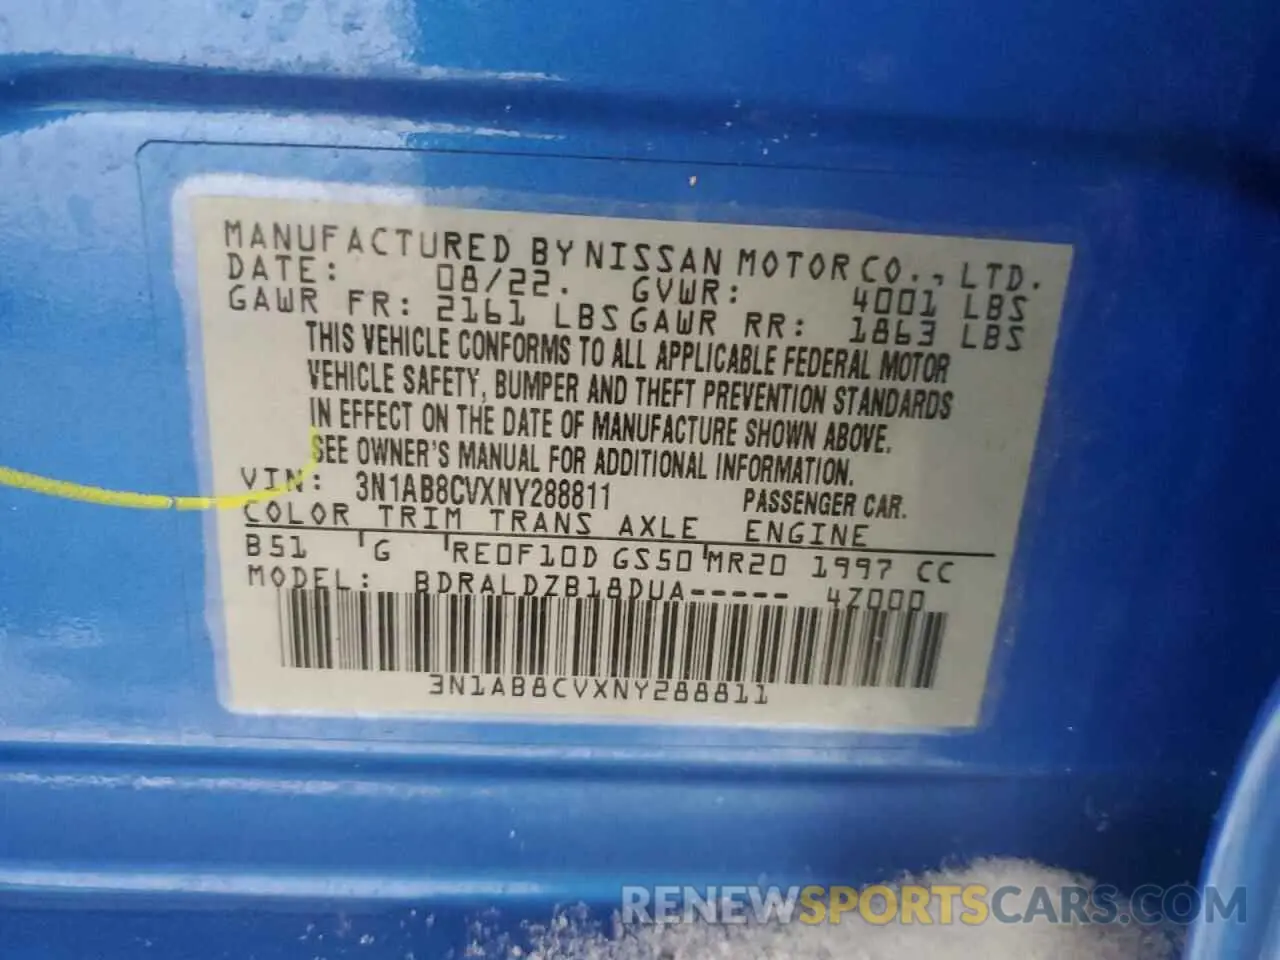 MANUFACTURED BY NISSAN MOTOR CO., LTD.
DATE: 08/22. GVWR: 4001 LBS
GAWR FR: 2161 LBS GAWR RR: 1863 LBS
THIS VEHICLE CONFORMS TO ALL APPLICABLE FEDERAL MOTOR
VEHICLE SAFETY, BUMPER AND THEFT PREVENTION STANDARDS
IN EFFECT ON THE DATE OF MANUFACTURE SHOWN ABOVE.
SEE OWNER'S MANUAL FOR ADDITIONAL INFORMATION.
VIN: 3N1AB8CVXNY288811 PASSENGER CAR.
COLOR TRIM TRANS AXLE ENGINE
B51 'G 'RE0F10D GS50'MR20 1997 CC
MODEL: BDRALDZB18DUA----- 4Z000
3N1AB8CVXNY288811
RENEWSPORTSCARS.COM